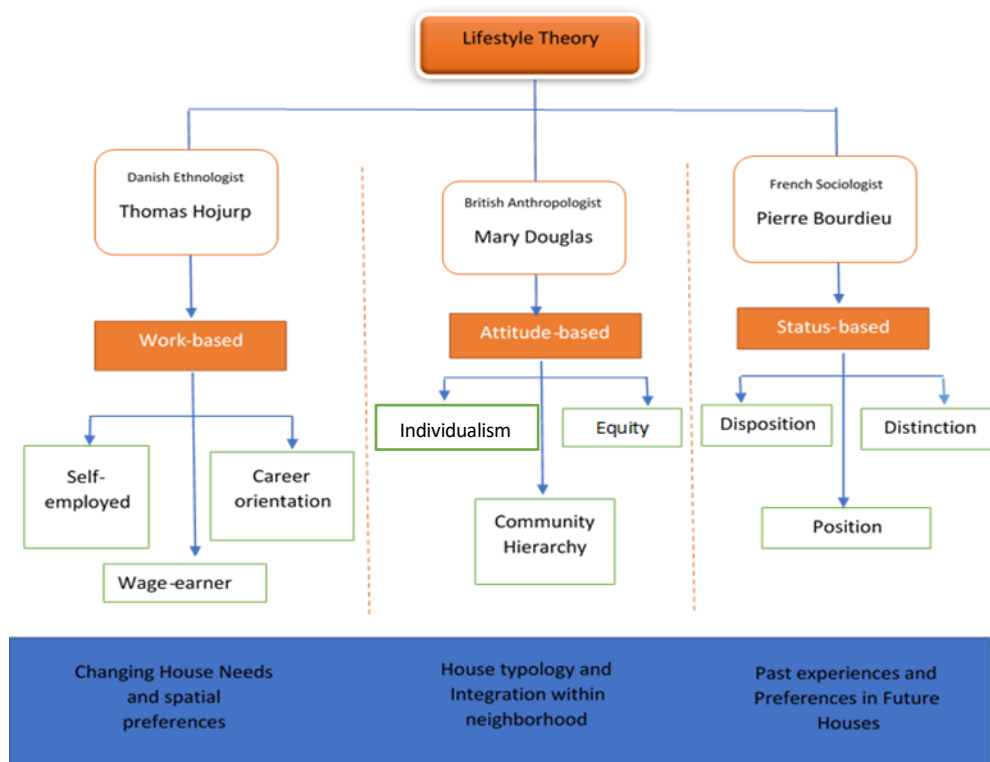 Lifestyle Theory
Danish Ethnologist
Thomas Hojurp
British Anthropologist
Mary Douglas
French Sociologist
Pierre Bourdieu
Work-based
Attitude-based
Status-based
Self-
employed
Career
orientation
Wage-earner
Individualism
Equity
Community
Hierarchy
Disposition
Distinction
Position
Changing House Needs
and spatial
preferences
House typology and
Integration within
neighborhood
Past experiences and
Preferences in Future
Houses